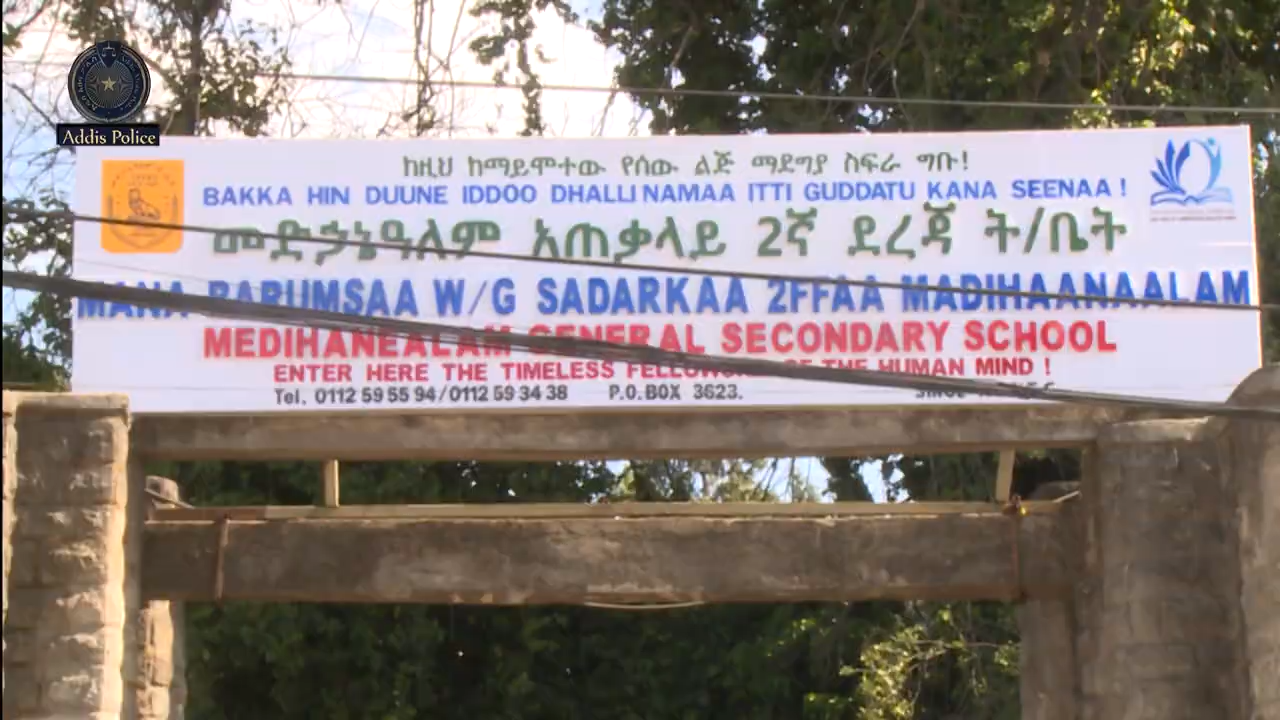 Addis Police
ከዚህ ከማይሞተው የሰው ልጅ ማደግያ ስፍራ ግቡ!
BAKKA HIN DUUNE IDDOO DHALLI NAMAA ITTI GUDDATU KANA SEENAA !
መድኃኔዓለም አጠቃላይ 2ኛ ደረጃ ት/ቤት
MANA BARUMSAA W/G SADARKAA 2FFAA MADIHAANAALAM
MEDIHANEALAM GENERAL SECONDARY SCHOOL
ENTER HERE THE TIMELESS FELLOWSHIP OF THE HUMAN MIND !
Tel. 0112 59 55 94/0112 59 34 38 P.O.BOX 3623. SINCE